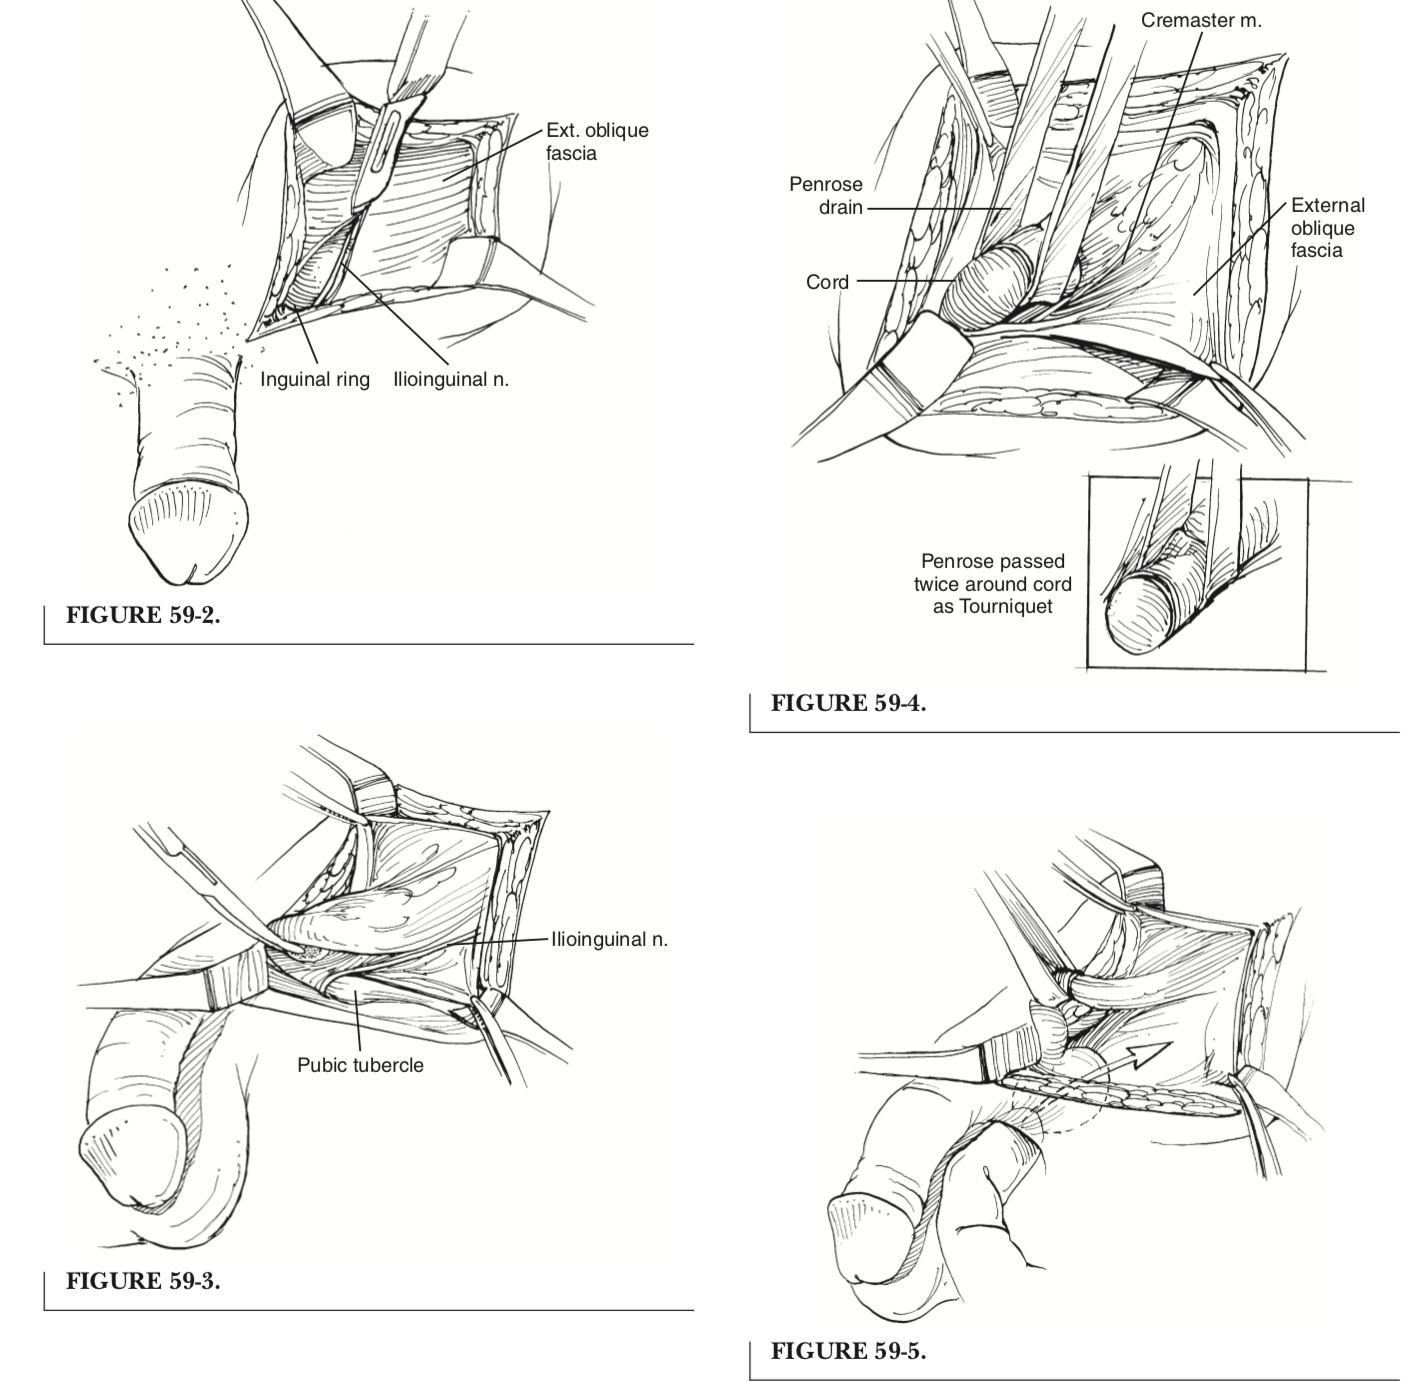 Ext. oblique
fascia
Inguinal ring
Ilioinguinal n.
FIGURE 59-2.
Cremaster m.
Penrose
drain
Cord
External
oblique
fascia
Penrose passed
twice around cord
as Tourniquet
FIGURE 59-4.
Ilioinguinal n.
Pubic tubercle
FIGURE 59-3.
FIGURE 59-5.